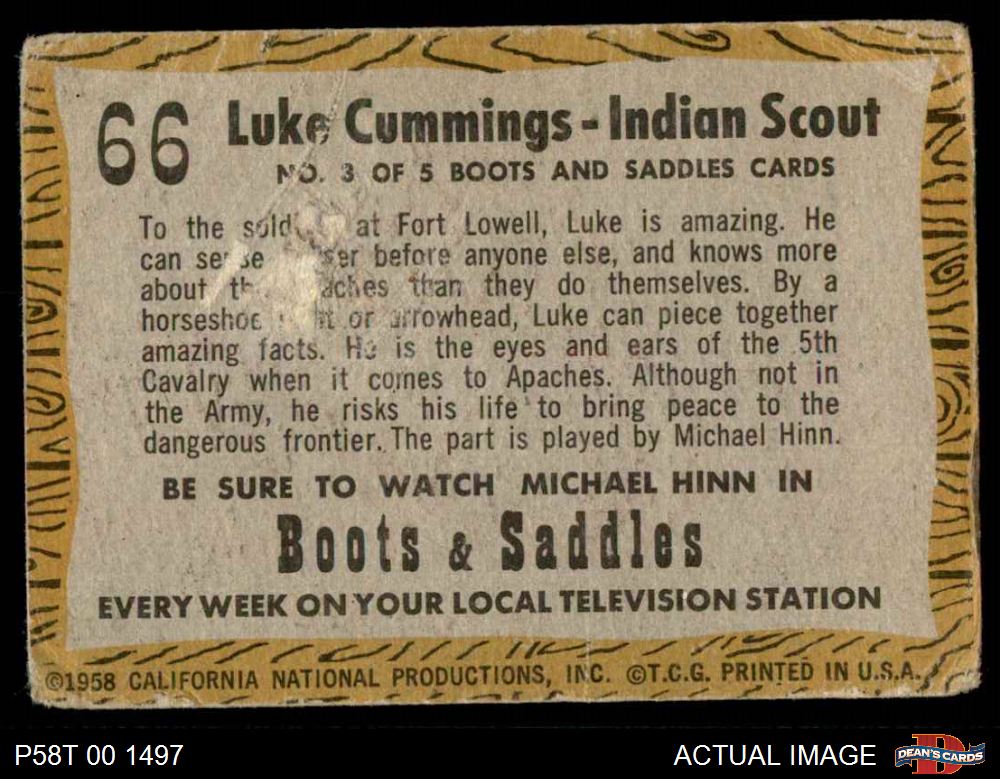 66 Luke Cummings - Indian Scout
NO. 3 OF 5 BOOTS AND SADDLES CARDS
To the at Fort Lowell, Luke is amazing. He
can before anyone else, and knows more
about than they do themselves. By a
horseshoe or arrowhead, Luke can piece together
amazing facts. He is the eyes and ears of the 5th
Cavalry when it comes to Apaches. Although not in
the Army, he risks his life to bring peace to the
dangerous frontier. The part is played by Michael Hinn.
BE SURE TO WATCH MICHAEL HINN IN
Boots & Saddles
EVERY WEEK ON YOUR LOCAL TELEVISION STATION
©1958 CALIFORNIA NATIONAL PRODUCTIONS, INC. ©T.C.G. PRINTED IN U.S.A.
P58T 00 1497 ACTUAL IMAGE DEAN'S CARDS